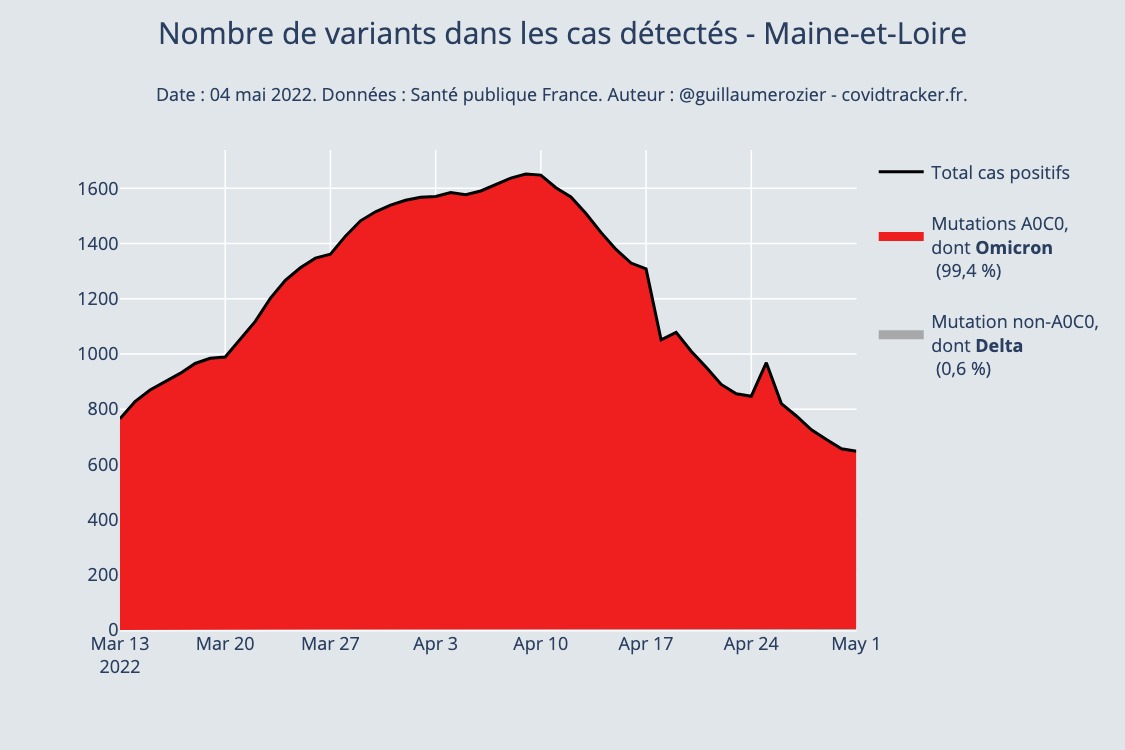 Nombre de variants dans les cas détectés - Maine-et-Loire
Date : 04 mai 2022. Données : Santé publique France. Auteur : @guillaumerozier - covidtracker.fr.
Total cas positifs
Mutations A0C0,
dont Omicron
(99,4 %)
Mutation non-A0C0,
dont Delta
(0,6 %)
1600
1400
1200
1000
800
600
400
200
0
Mar 13 Mar 20 Mar 27 Apr 3 Apr 10 Apr 17 Apr 24 May 1
2022